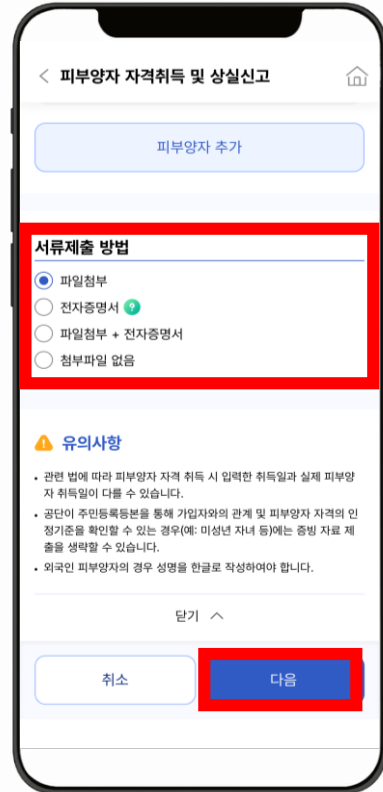 < 피부양자 자격취득 및 상실신고
피부양자 추가
서류제출 방법
파일첨부
전자증명서 ?
파일첨부 + 전자증명서
첨부파일 없음
유의사항
• 관련 법에 따라 피부양자 자격 취득 시 입력한 취득일과 실제 피부양
자 취득일이 다를 수 있습니다.
• 공단이 주민등록등본을 통해 가입자와의 관계 및 피부양자 자격의 인
정기준을 확인할 수 있는 경우(예: 미성년 자녀 등)에는 증빙 자료 제
출을 생략할 수 있습니다.
• 외국인 피부양자의 경우 성명을 한글로 작성하여야 합니다.
닫기
취소
다음